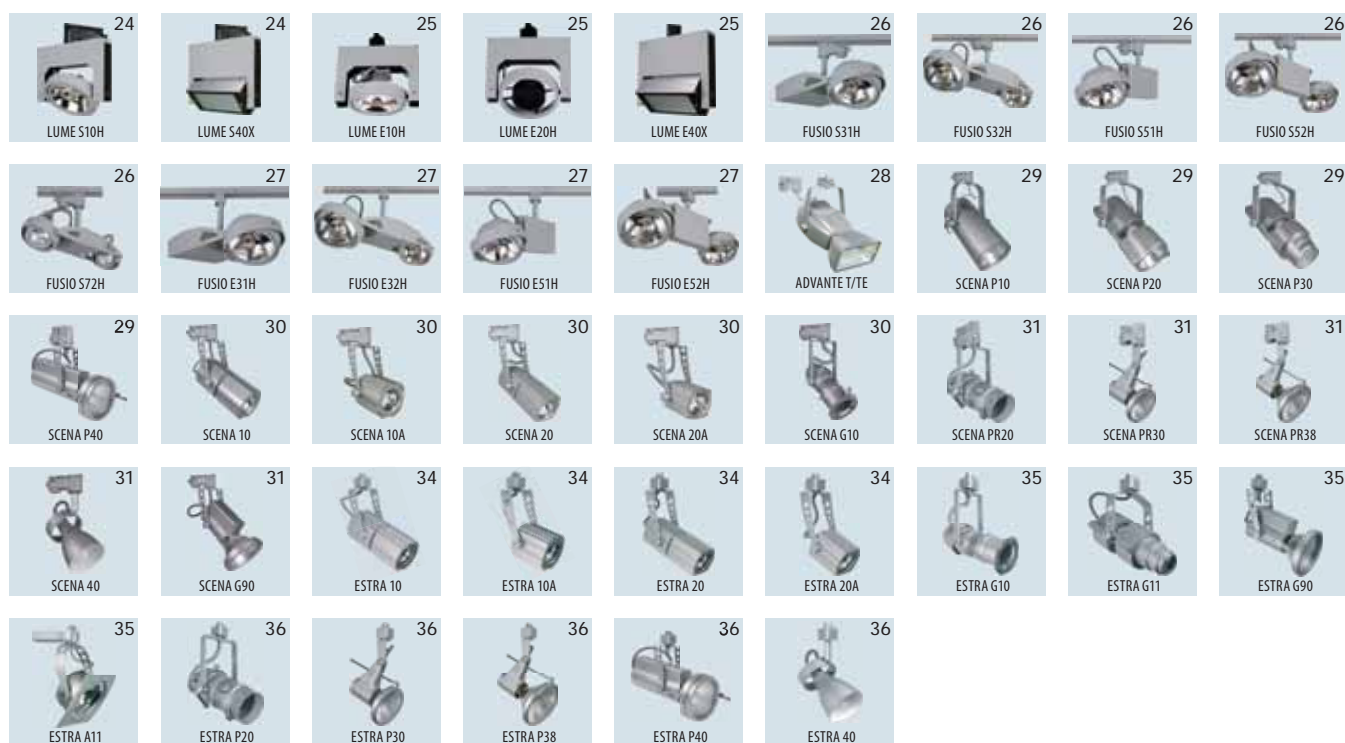 24 24 25 25 25 26 26 26 26
LUME S10H LUME S40X LUME E10H LUME E20H LUME E40X FUSIO S31H FUSIO S32H FUSIO S51H FUSIO S52H
26 27 27 27 27 28 29 29 29
FUSIO S72H FUSIO E31H FUSIO E32H FUSIO E51H FUSIO E52H ADVANTE T/TE SCENA P10 SCENA P20 SCENA P30
29 30 30 30 30 30 31 31 31
SCENA P40 SCENA 10 SCENA 10A SCENA 20 SCENA 20A SCENA G10 SCENA PR20 SCENA PR30 SCENA PR38
31 31 34 34 34 34 35 35 35
SCENA 40 SCENA G90 ESTRA 10 ESTRA 10A ESTRA 20 ESTRA 20A ESTRA G10 ESTRA G11 ESTRA G90
35 36 36 36 36 36
ESTRA A11 ESTRA P20 ESTRA P30 ESTRA P38 ESTRA P40 ESTRA 40